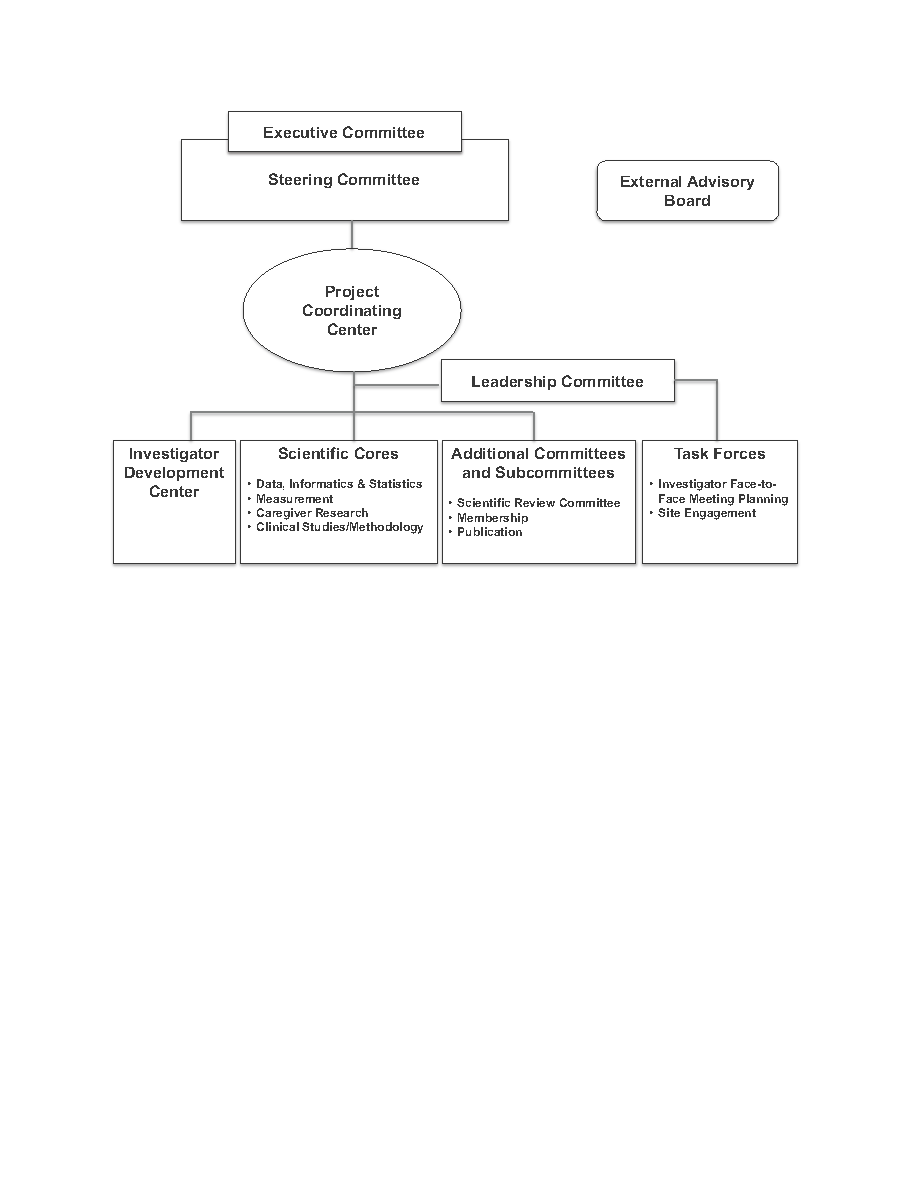 Executive Committee
Steering Committee
External Advisory
Board
Project
Coordinating
Center
Leadership Committee
Investigator
Development
Center
Scientific Cores
• Data, Informatics & Statistics
• Measurement
• Caregiver Research
• Clinical Studies/Methodology
Additional Committees
and Subcommittees
• Scientific Review Committee
• Membership
• Publication
Task Forces
• Investigator Face-to-
Face Meeting Planning
• Site Engagement